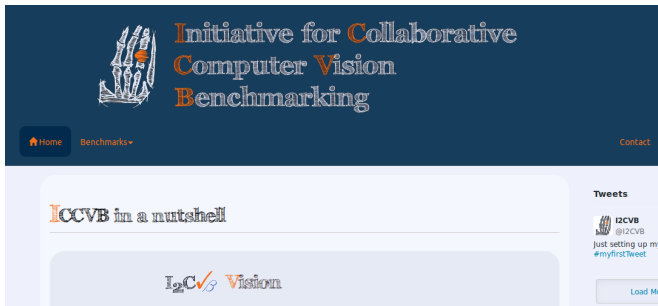 Initiative for Collaborative
Computer Vision
Benchmarking
Home Benchmarks Contact
ICCVB in a nutshell
I2C✓B Vision
Tweets
I2CVB
@I2CVB
Just setting up m
#myfirstTweet
Load M